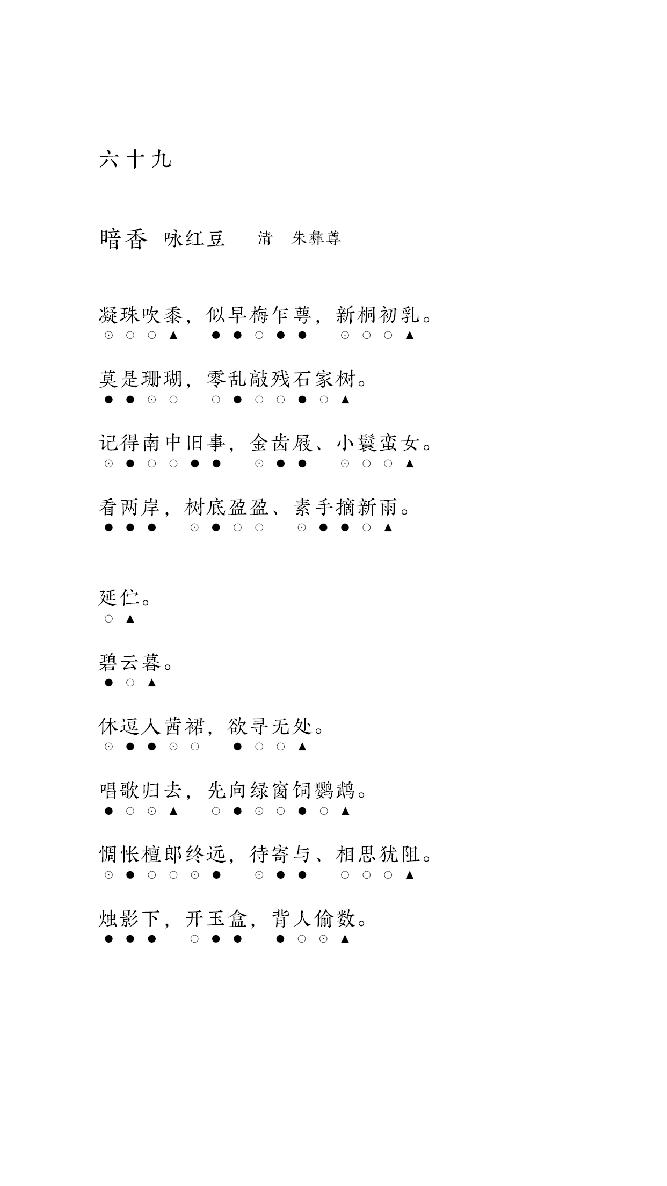 六十九
暗香 咏红豆 清 朱彝尊
凝珠吹黍，似早梅乍萼，新桐初乳。
⊙○○▲ ●●○●● ⊙○○▲
莫是珊瑚，零乱敲残石家树。
●●⊙○ ○●○○●○▲
记得南中旧事，金齿屐、小鬟蛮女。
⊙●○○●● ⊙●● ⊙○○▲
看两岸，树底盈盈、素手摘新雨。
●●● ⊙●○○ ⊙●●○▲
延伫。
○▲
碧云暮。
●○▲
休逗入茜裙，欲寻无处。
⊙●●⊙○ ●○○▲
唱歌归去，先向绿窗饲鹦鹉。
●○⊙▲ ○●⊙○●○▲
惆怅檀郎终远，待寄与、相思犹阻。
⊙●○○⊙● ⊙●● ○○○▲
烛影下，开玉盒，背人偷数。
●●● ○●● ●○⊙▲